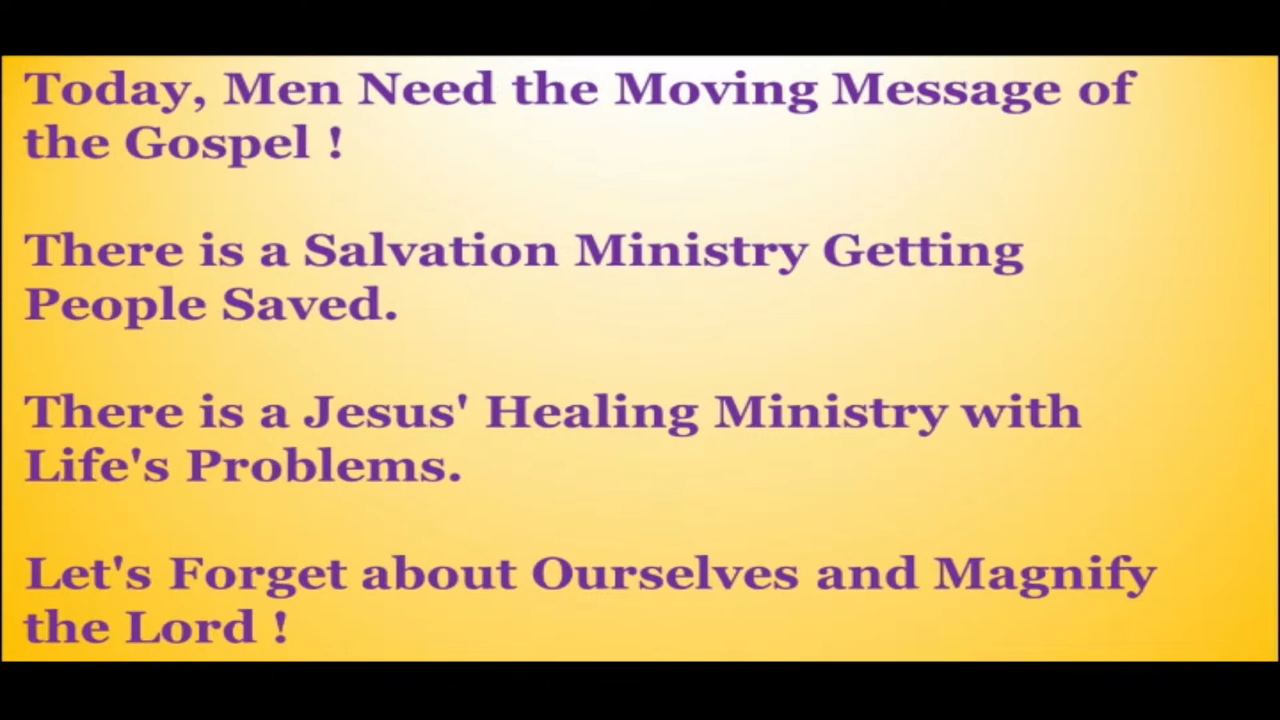 Today, Men Need the Moving Message of
the Gospel !
There is a Salvation Ministry Getting
People Saved.
There is a Jesus' Healing Ministry with
Life's Problems.
Let's Forget about Ourselves and Magnify
the Lord !